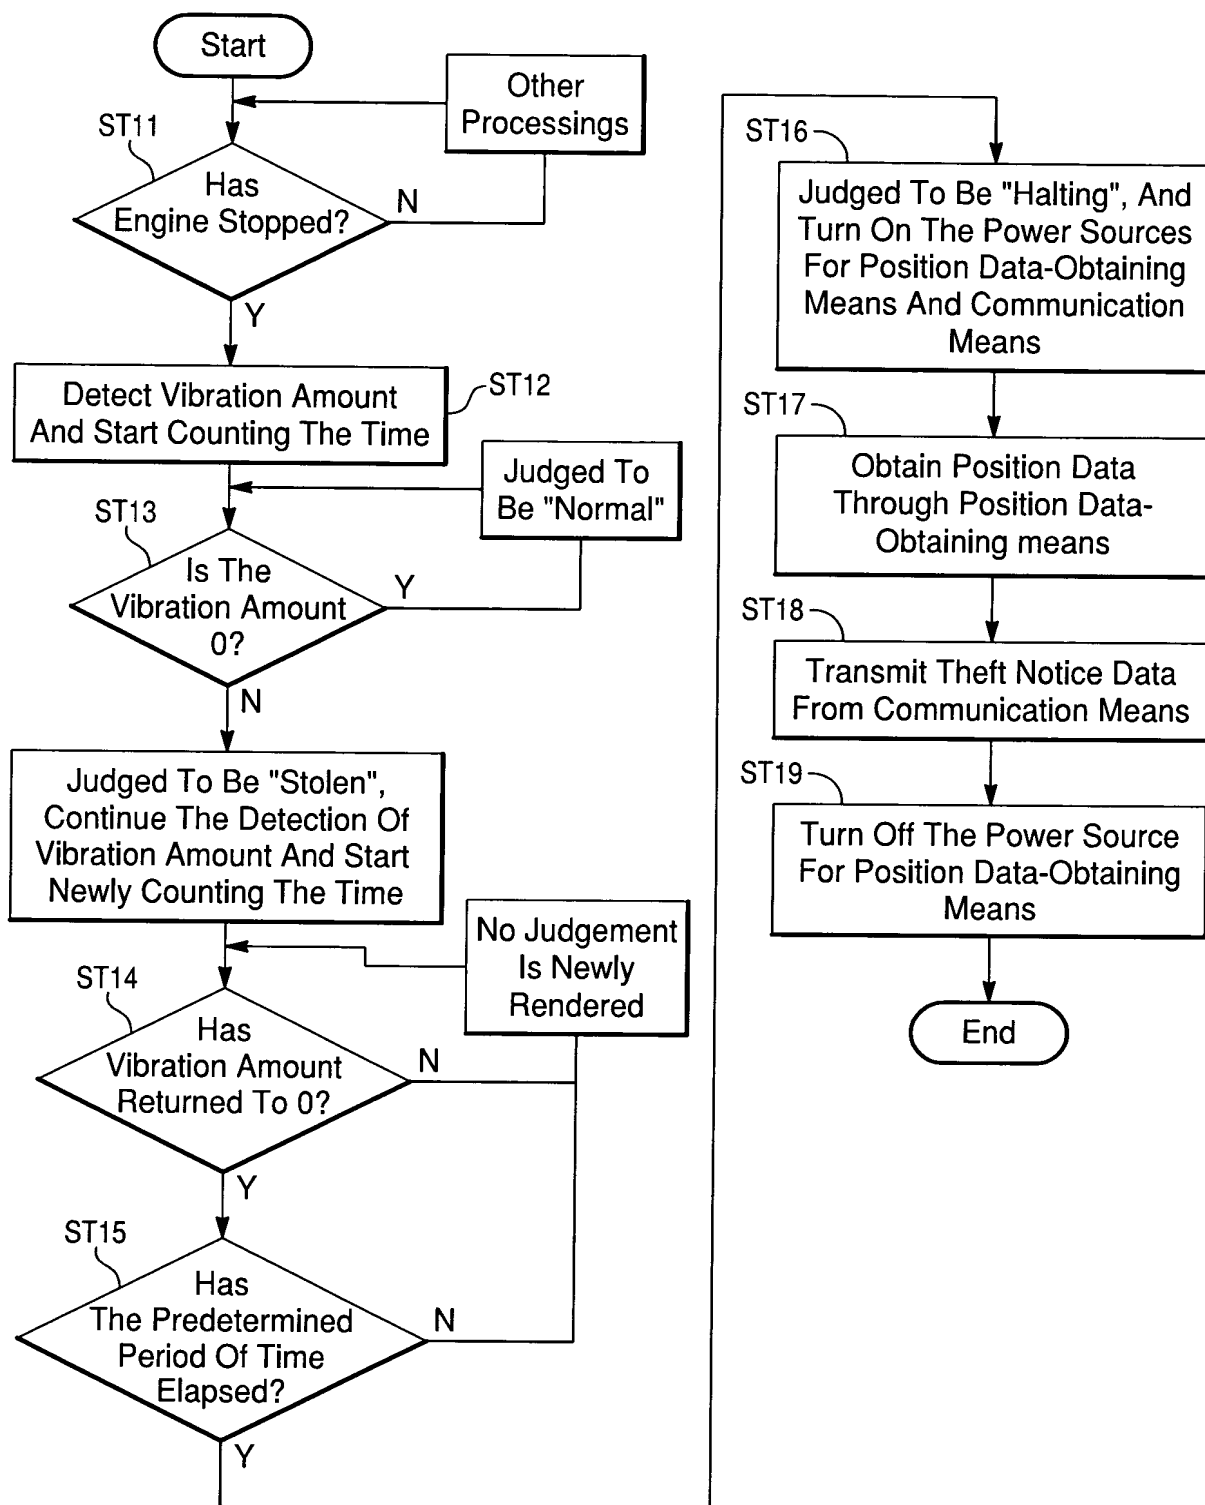 Start
Other
Processings
ST11
Has
Engine Stopped?
N
Y
Detect Vibration Amount
And Start Counting The Time
ST12
Judged To
Be "Normal"
ST13
Is The
Vibration Amount
0?
Y
N
Judged To Be "Stolen",
Continue The Detection Of
Vibration Amount And Start
Newly Counting The Time
No Judgement
Is Newly
Rendered
ST14
Has
Vibration Amount
Returned To 0?
N
Y
ST15
Has
The Predetermined
Period Of Time
Elapsed?
N
Y
ST16
Judged To Be "Halting", And
Turn On The Power Sources
For Position Data-Obtaining
Means And Communication
Means
ST17
Obtain Position Data
Through Position Data-
Obtaining means
ST18
Transmit Theft Notice Data
From Communication Means
ST19
Turn Off The Power Source
For Position Data-Obtaining
Means
End